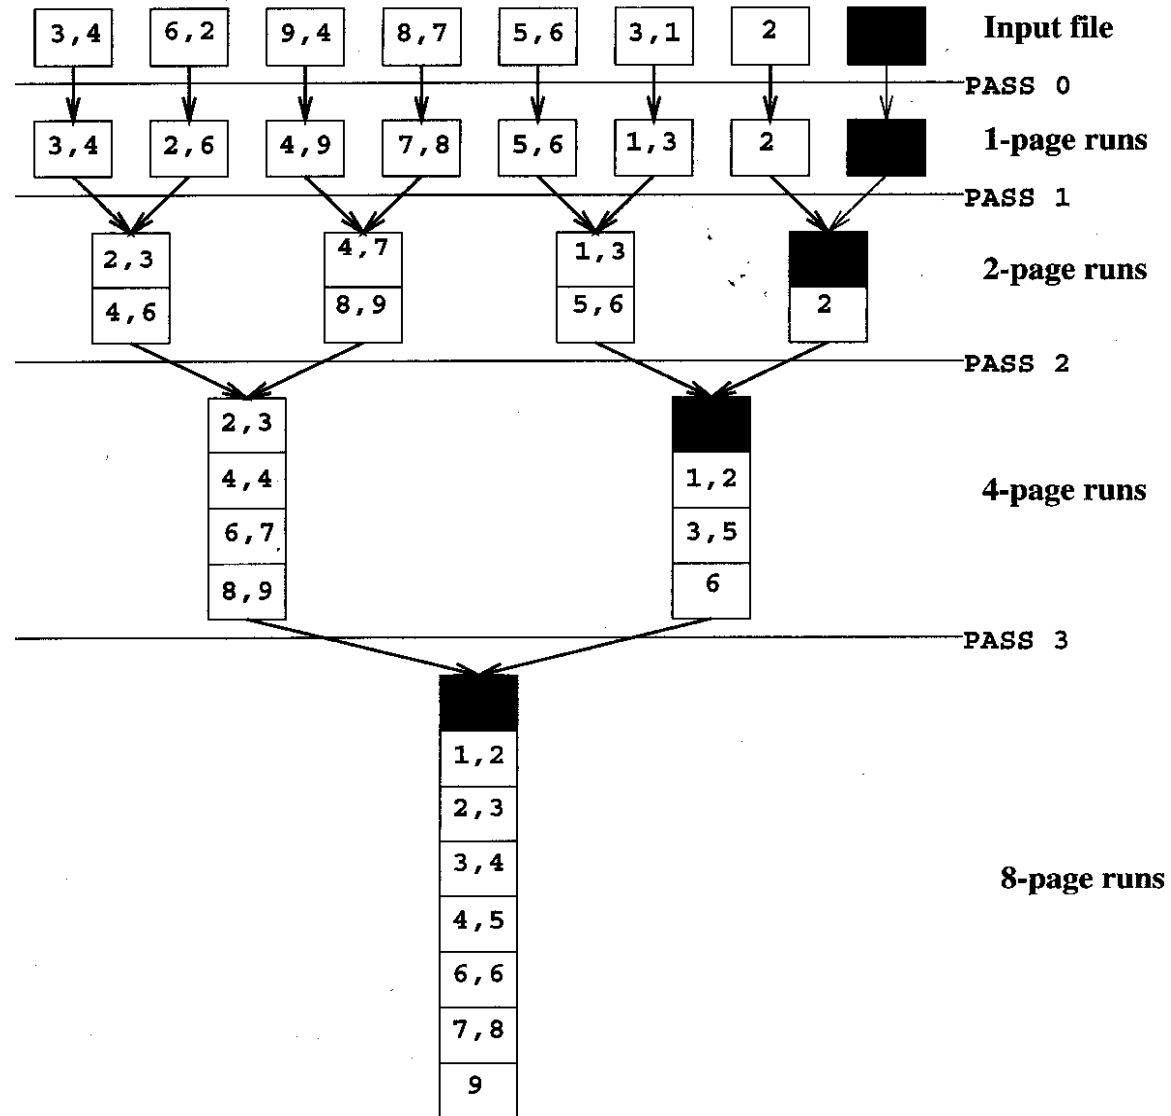 3,4 6,2 9,4 8,7 5,6 3,1 2 Input file
PASS 0
3,4 2,6 4,9 7,8 5,6 1,3 2 1-page runs
PASS 1
2,3 4,7 1,3 2-page runs
4,6 8,9 5,6 2
PASS 2
2,3
4,4 1,2 4-page runs
6,7 3,5
8,9 6
PASS 3
1,2
2,3
3,4 8-page runs
4,5
6,6
7,8
9